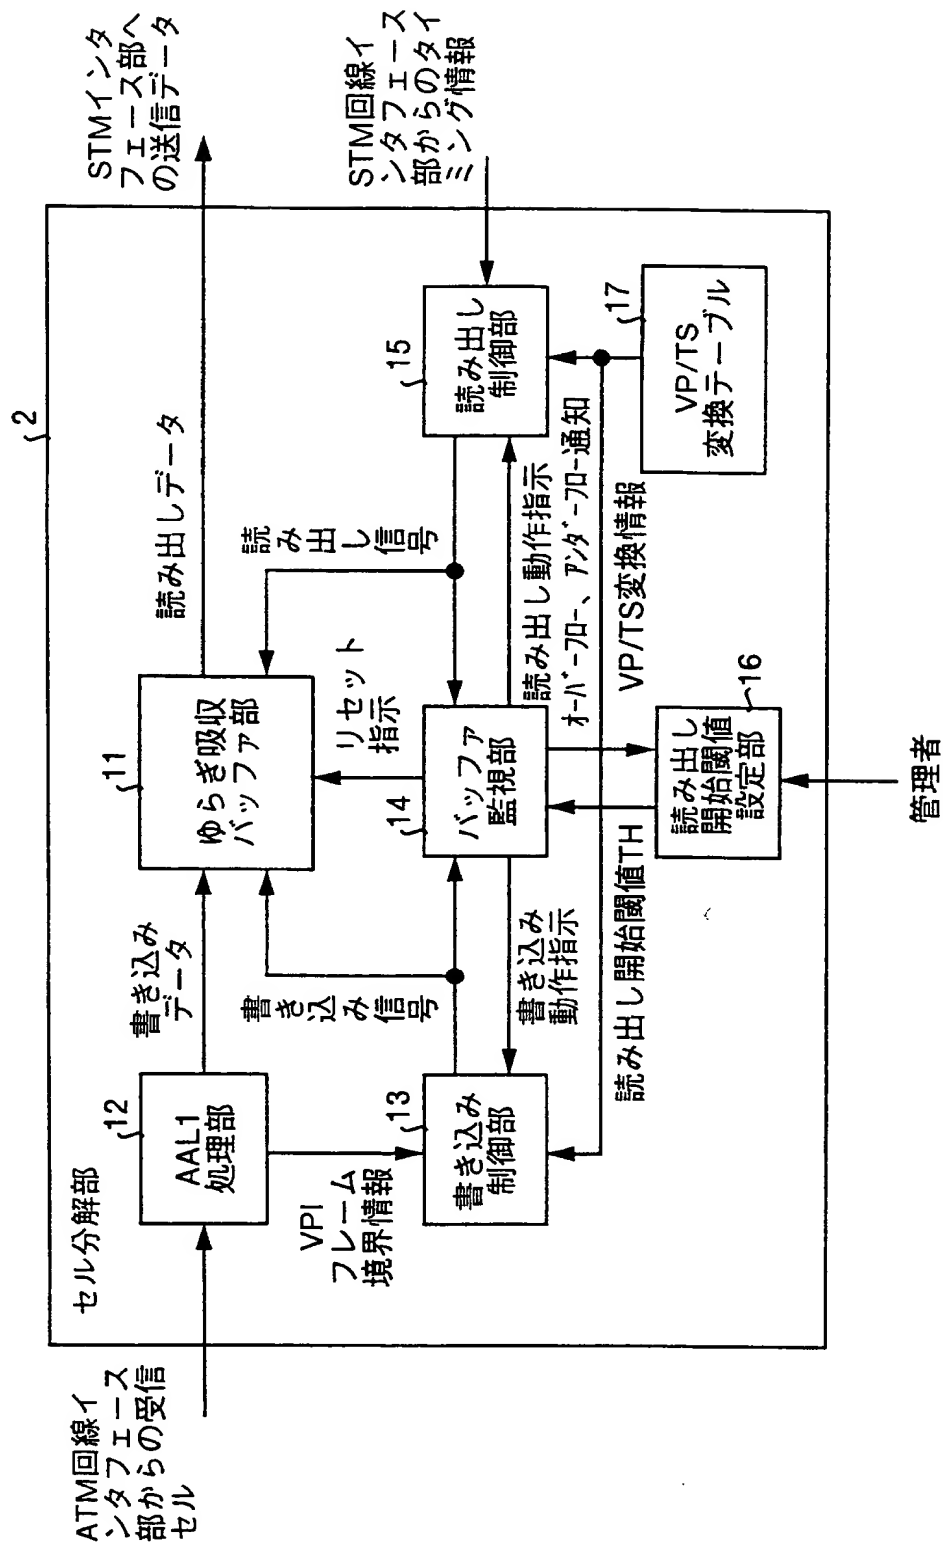 2
セル分解部
ATM回線イ
ンタフェース
部からの受信
セル
12
AAL1
処理部
書き込み
データ
11
ゆらぎ吸収
バッファ部
読み出しデータ
STMインタ
フェース部へ
の送信データ
VPI
フレーム
境界情報
書き込み信号
リセット
指示
読み出し信号
STM回線イ
ンタフェース
部からのタイ
ミング情報
13
書き込み
制御部
14
バッファ
監視部
15
読み出し
制御部
書き込み
動作指示
読み出し動作指示
オーバーフロー、アンダーフロー通知
読み出し開始閾値TH
VP/TS変換情報
16
読み出し
開始閾値
設定部
17
VP/TS
変換テーブル
管理者